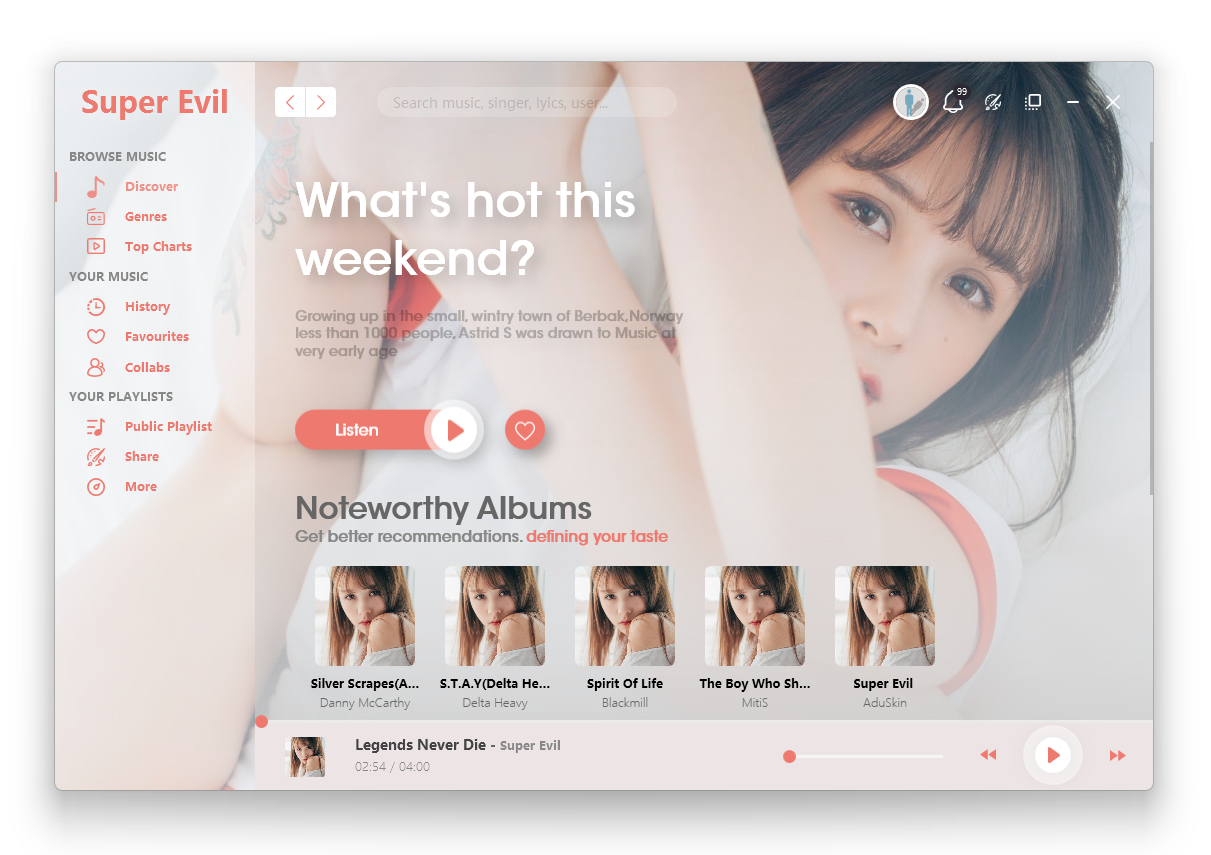 Super Evil
Search music, singer, lyics, user...
99
BROWSE MUSIC
Discover
Genres
Top Charts
YOUR MUSIC
History
Favourites
Collabs
YOUR PLAYLISTS
Public Playlist
Share
More
What's hot this
weekend?
Growing up in the small, wintry town of Berbak,Norway
less than 1000 people, Astrid S was drawn to Music at
very early age
Listen
Noteworthy Albums
Get better recommendations. defining your taste
Silver Scrapes(A...
Danny McCarthy
S.T.A.Y(Delta He...
Delta Heavy
Spirit Of Life
Blackmill
The Boy Who Sh...
MitiS
Super Evil
AduSkin
Legends Never Die - Super Evil
02:54 / 04:00